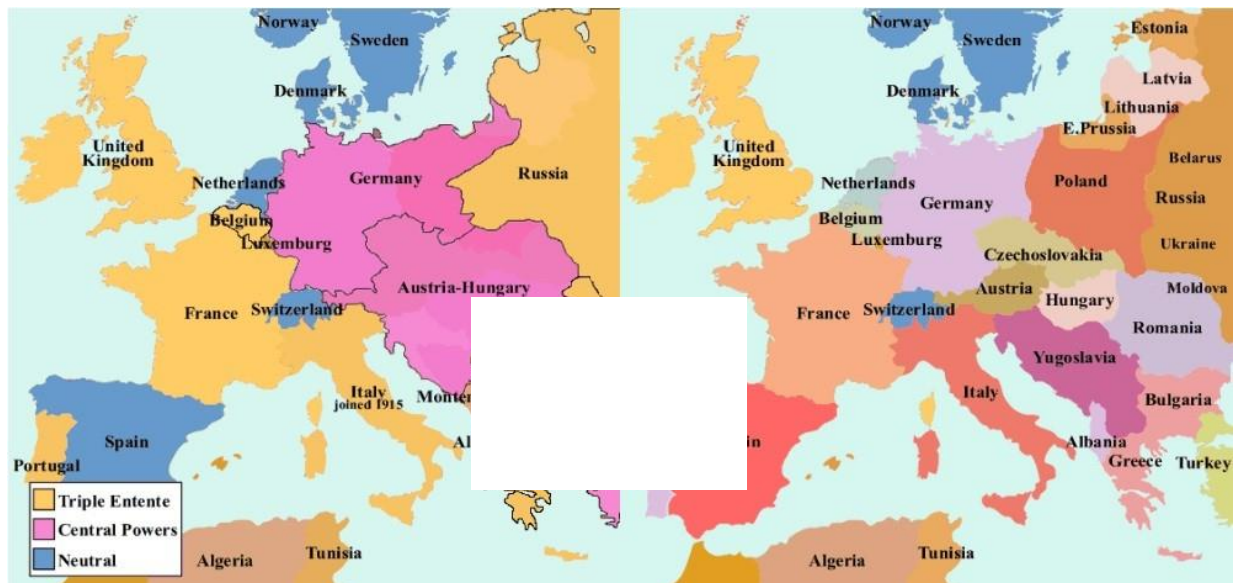 Norway
Sweden
Denmark
United
Kingdom
Netherlands
Belgium
Luxemburg
Germany
Russia
Austria-Hungary
France
Switzerland
Italy
joined 1915
Spain
Portugal
Triple Entente
Central Powers
Neutral
Algeria
Tunisia
Norway
Sweden
Estonia
Latvia
Denmark
Lithuania
E.Prussia
United
Kingdom
Belarus
Netherlands
Poland
Germany
Russia
Belgium
Luxemburg
Ukraine
Czechoslovakia
Austria
Moldova
Hungary
France
Switzerland
Romania
Yugoslavia
Italy
Bulgaria
Albania
Greece
Turkey
Algeria
Tunisia